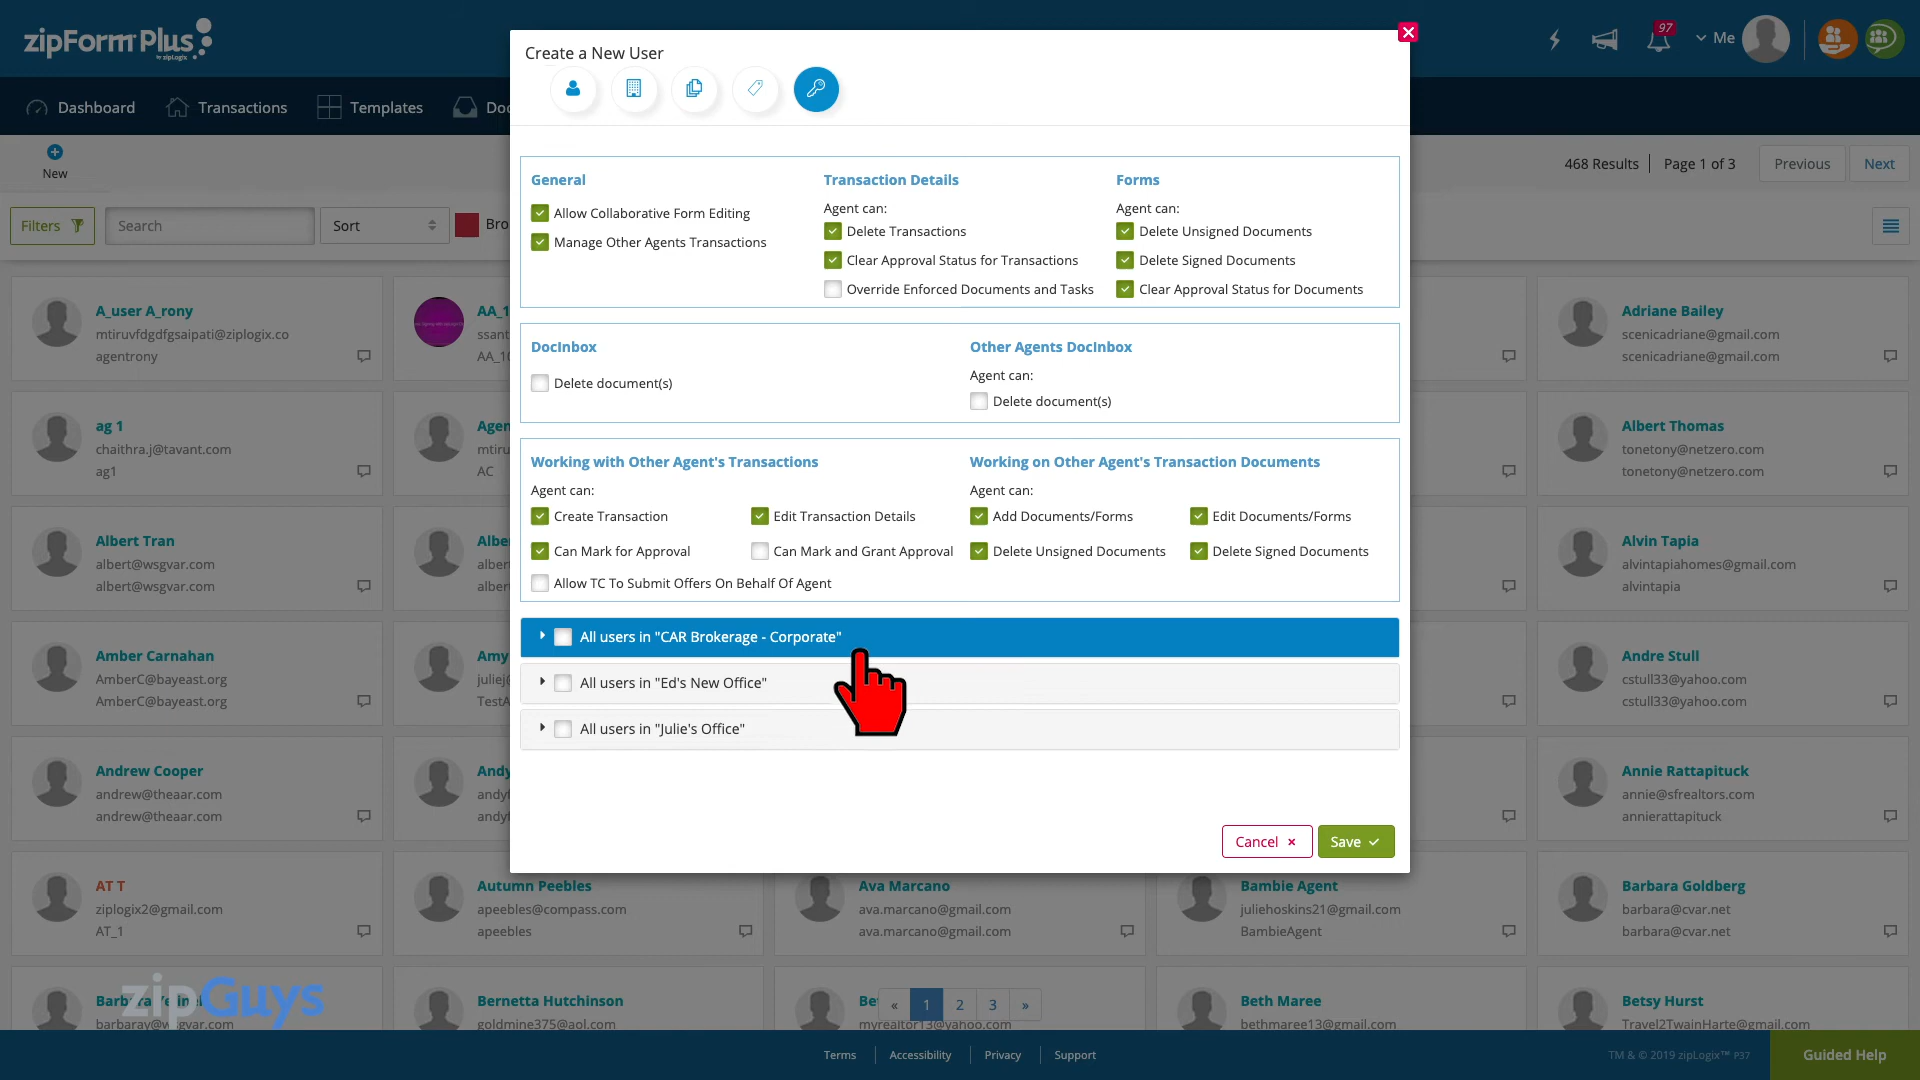 zipForm Plus
by zipLogix
97
Me
Dashboard
Transactions
Templates
New
468 Results
Page 1 of 3
Previous
Next
Filters
Search
Sort
Create a New User
General
Allow Collaborative Form Editing
Manage Other Agents Transactions
Transaction Details
Agent can:
Delete Transactions
Clear Approval Status for Transactions
Override Enforced Documents and Tasks
Forms
Agent can:
Delete Unsigned Documents
Delete Signed Documents
Clear Approval Status for Documents
DocInbox
Delete document(s)
Other Agents DocInbox
Agent can:
Delete document(s)
Working with Other Agent's Transactions
Agent can:
Create Transaction
Edit Transaction Details
Can Mark for Approval
Can Mark and Grant Approval
Allow TC To Submit Offers On Behalf Of Agent
Working on Other Agent's Transaction Documents
Agent can:
Add Documents/Forms
Edit Documents/Forms
Delete Unsigned Documents
Delete Signed Documents
All users in "CAR Brokerage - Corporate"
All users in "Ed's New Office"
All users in "Julie's Office"
Cancel
Save
A_user A_rony
mtiruvfdgdfgsaipati@ziplogix.co
agentrony
Adriane Bailey
scenicadriane@gmail.com
scenicadriane@gmail.com
ag 1
chaithra.j@tavant.com
ag1
AC
Albert Thomas
tonetony@netzero.com
tonetony@netzero.com
Albert Tran
albert@wsgvar.com
albert@wsgvar.com
Alvin Tapia
alvintapiahomes@gmail.com
alvintapia
Amber Carnahan
AmberC@bayeast.org
AmberC@bayeast.org
Amy
Andre Stull
cstull33@yahoo.com
cstull33@yahoo.com
Andrew Cooper
andrew@theaar.com
andrew@theaar.com
Andy
Annie Rattapituck
annie@sfrealtors.com
annierattapituck
AT T
ziplogix2@gmail.com
AT_1
Autumn Peebles
apeebles@compass.com
apeebles
Ava Marcano
ava.marcano@gmail.com
ava.marcano@gmail.com
Bambie Agent
juliehoskins21@gmail.com
BambieAgent
Barbara Goldberg
barbara@cvar.net
barbara@cvar.net
zipGuys
Bernetta Hutchinson
goldmine375@aol.com
myrealtor13@yahoo.com
Beth Maree
bethmaree13@gmail.com
Betsy Hurst
Travel2TwainHarte@gmail.com
« 1 2 3 »
Terms
Accessibility
Privacy
Support
TM & © 2019 zipLogix™ P37
Guided Help